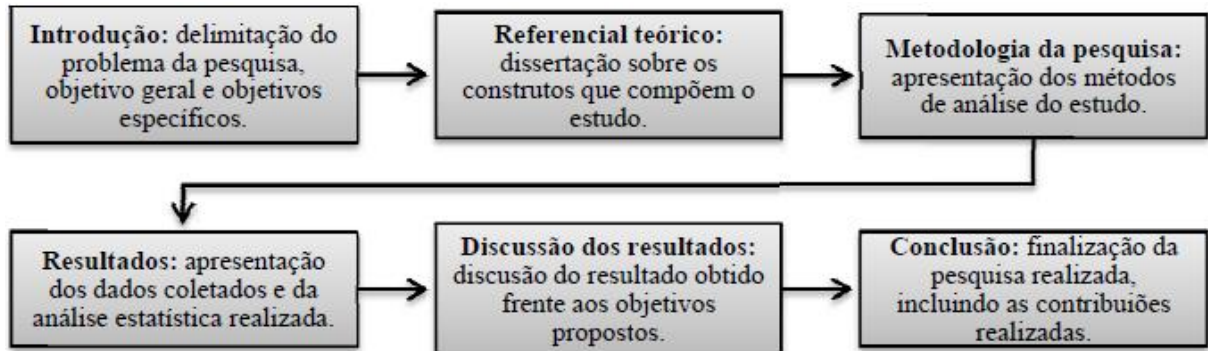 Introdução: delimitação do
problema da pesquisa,
objetivo geral e objetivos
específicos.
Referencial teórico:
dissertação sobre os
construtos que compõem o
estudo.
Metodologia da pesquisa:
apresentação dos métodos
de análise do estudo.
Resultados: apresentação
dos dados coletados e da
análise estatística realizada.
Discussão dos resultados:
discusão do resultado obtido
frente aos objetivos
propostos.
Conclusão: finalização da
pesquisa realizada,
incluindo as contribuiões
realizadas.